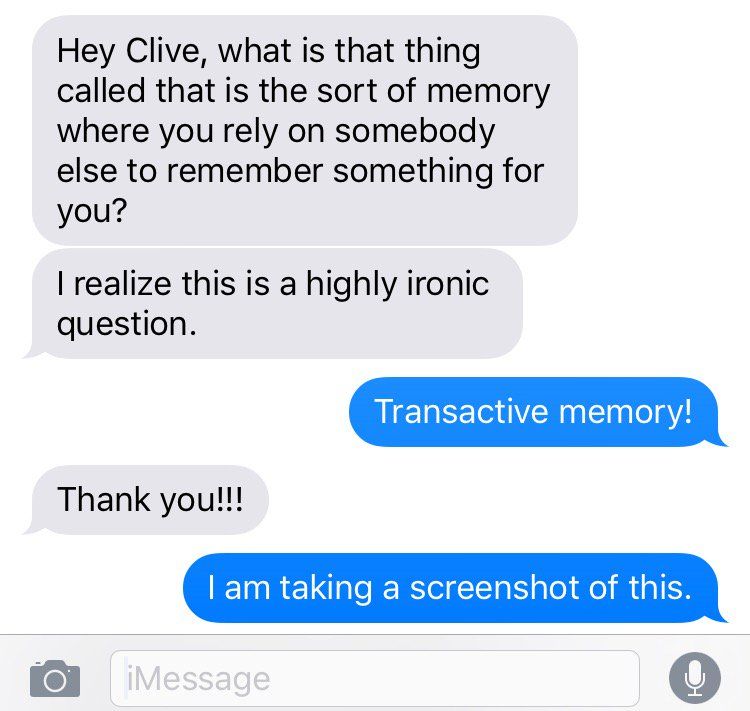 Hey Clive, what is that thing
called that is the sort of memory
where you rely on somebody
else to remember something for
you?
I realize this is a highly ironic
question.
Transactive memory!
Thank you!!!
I am taking a screenshot of this.
iMessage